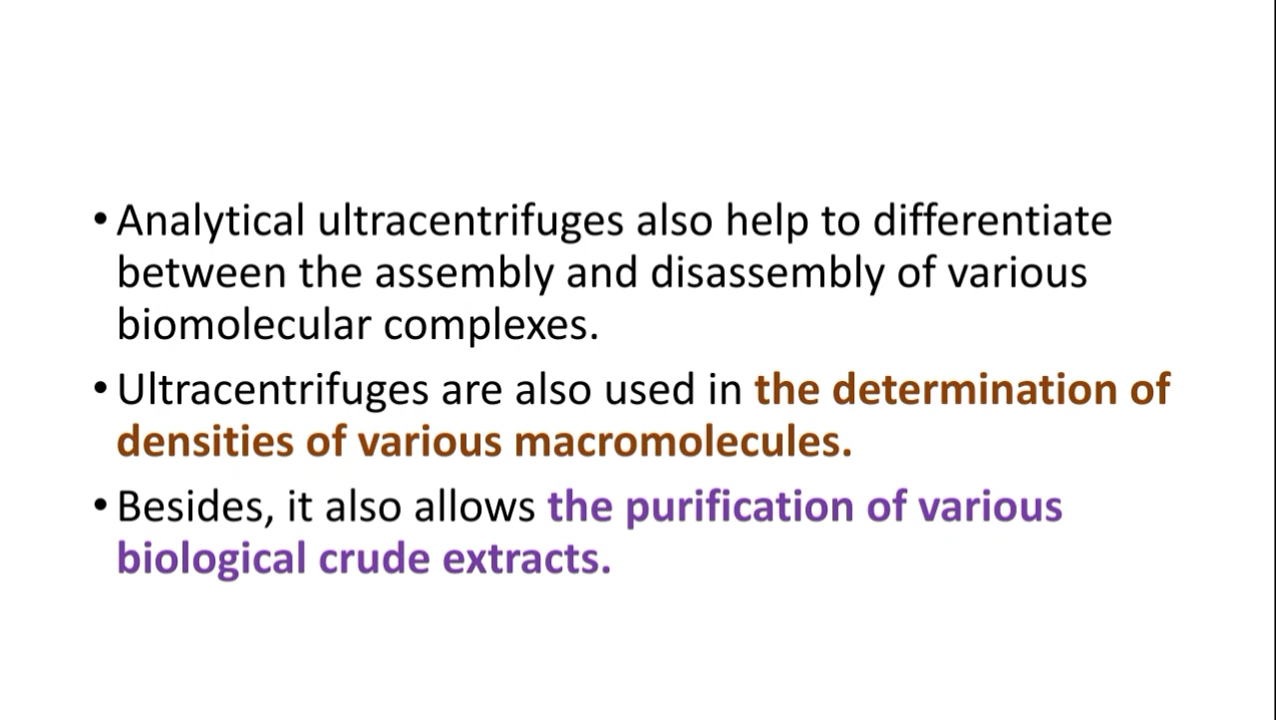 • Analytical ultracentrifuges also help to differentiate
between the assembly and disassembly of various
biomolecular complexes.
• Ultracentrifuges are also used in the determination of
densities of various macromolecules.
• Besides, it also allows the purification of various
biological crude extracts.